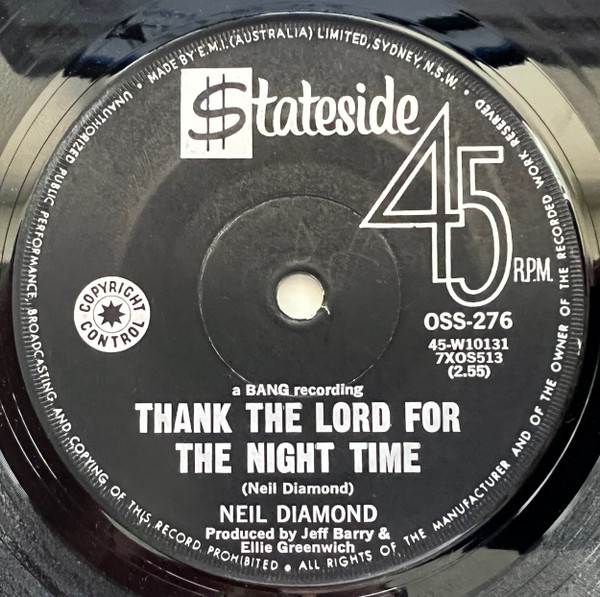 MADE BY E.M.I. (AUSTRALIA) LIMITED, SYDNEY, N.S.W. •
$tateside
45
R.P.M.
COPYRIGHT CONTROL
OSS-276
45-W10131
7XOS513
(2.55)
a BANG recording
THANK THE LORD FOR
THE NIGHT TIME
(Neil Diamond)
NEIL DIAMOND
Produced by Jeff Barry &
Ellie Greenwich
UNAUTHORIZED PUBLIC PERFORMANCE, BROADCASTING AND COPYING OF THIS RECORD PROHIBITED • ALL RIGHTS OF THE MANUFACTURER AND OF THE OWNER OF THE RECORDED WORK RESERVED •